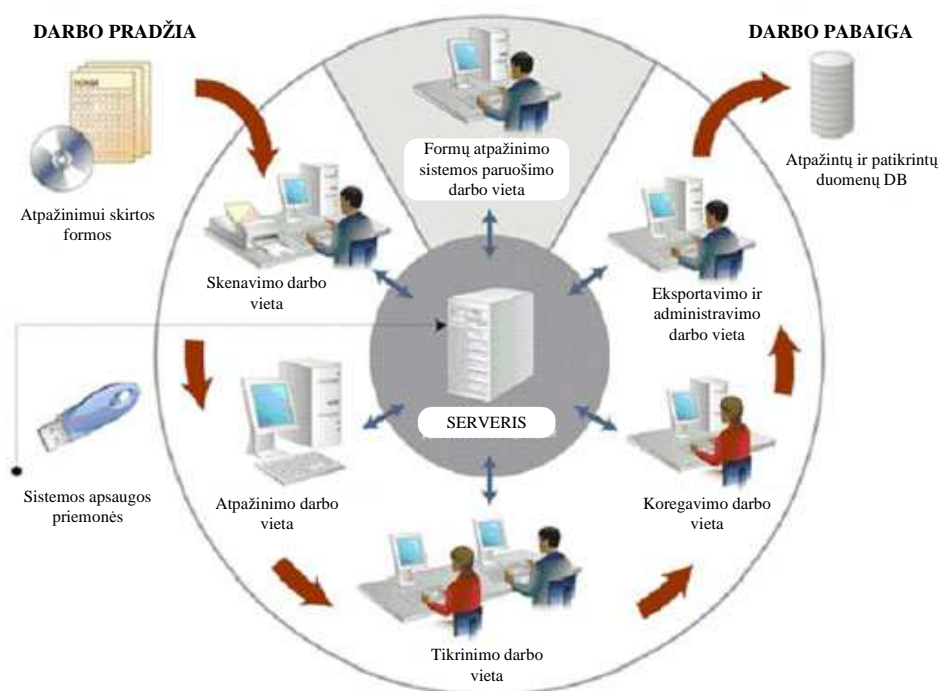 DARBO PRADŽIA
DARBO PABAIGA
Atpažinimui skirtos
formos
Formų atpažinimo
sistemos paruošimo
darbo vieta
Atpažintų ir patikrintų
duomenų DB
Skenavimo darbo
vieta
Eksportavimo ir
administravimo
darbo vieta
SERVERIS
Sistemos apsaugos
priemonės
Atpažinimo darbo
vieta
Koregavimo darbo
vieta
Tikrinimo darbo
vieta